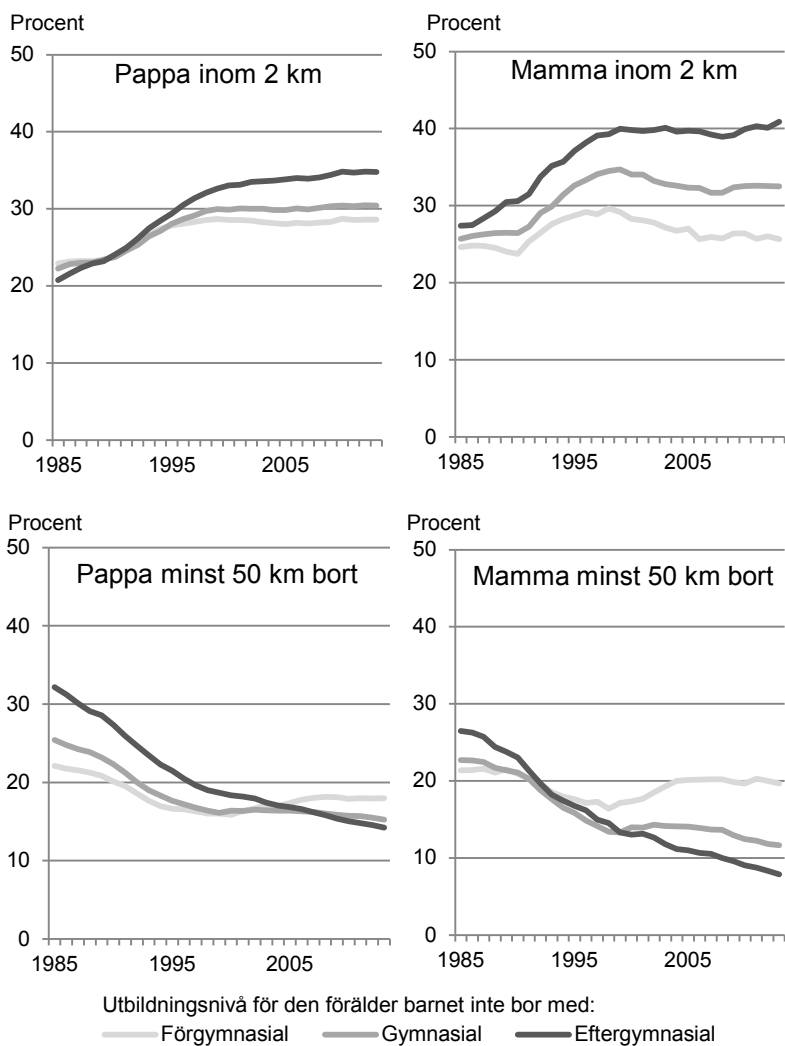 Procent
50
40
30
20
10
0
Pappa inom 2 km
1985 1995 2005
Procent
50
40
30
20
10
0
Mamma inom 2 km
1985 1995 2005
Procent
50
40
30
20
10
0
Pappa minst 50 km bort
1985 1995 2005
Procent
50
40
30
20
10
0
Mamma minst 50 km bort
1985 1995 2005
Utbildningsnivå för den förälder barnet inte bor med:
Förgymnasial Gymnasial Eftergymnasial